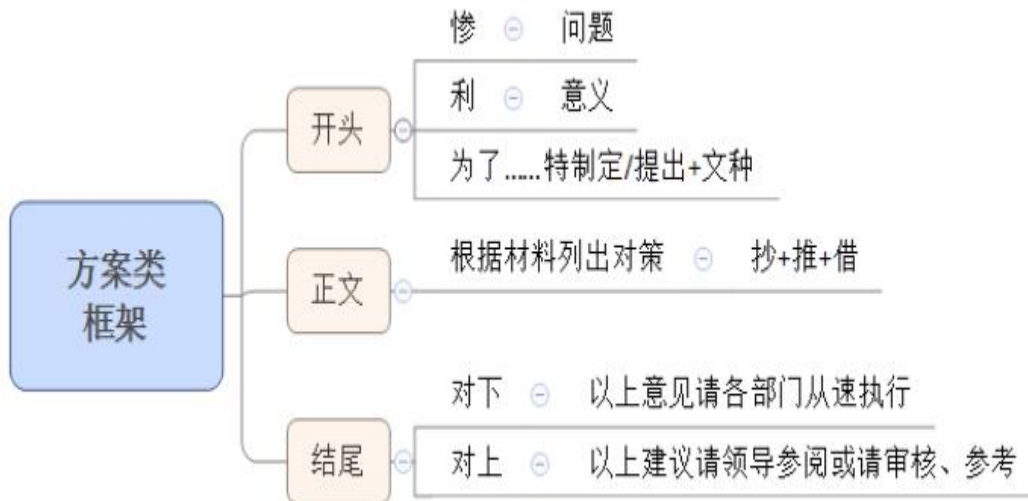 方案类
框架
开头
惨 问题
利 意义
为了……特制定/提出+文种
正文
根据材料列出对策 抄+推+借
结尾
对下 以上意见请各部门从速执行
对上 以上建议请领导参阅或请审核、参考